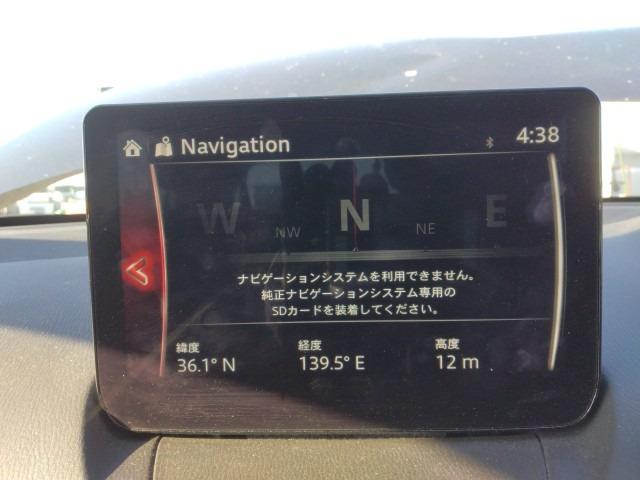 Navigation
4:38
W NW N NE E
ナビゲーションシステムを利用できません。
純正ナビゲーションシステム専用の
SDカードを装着してください。
緯度 経度 高度
36.1° N 139.5° E 12 m